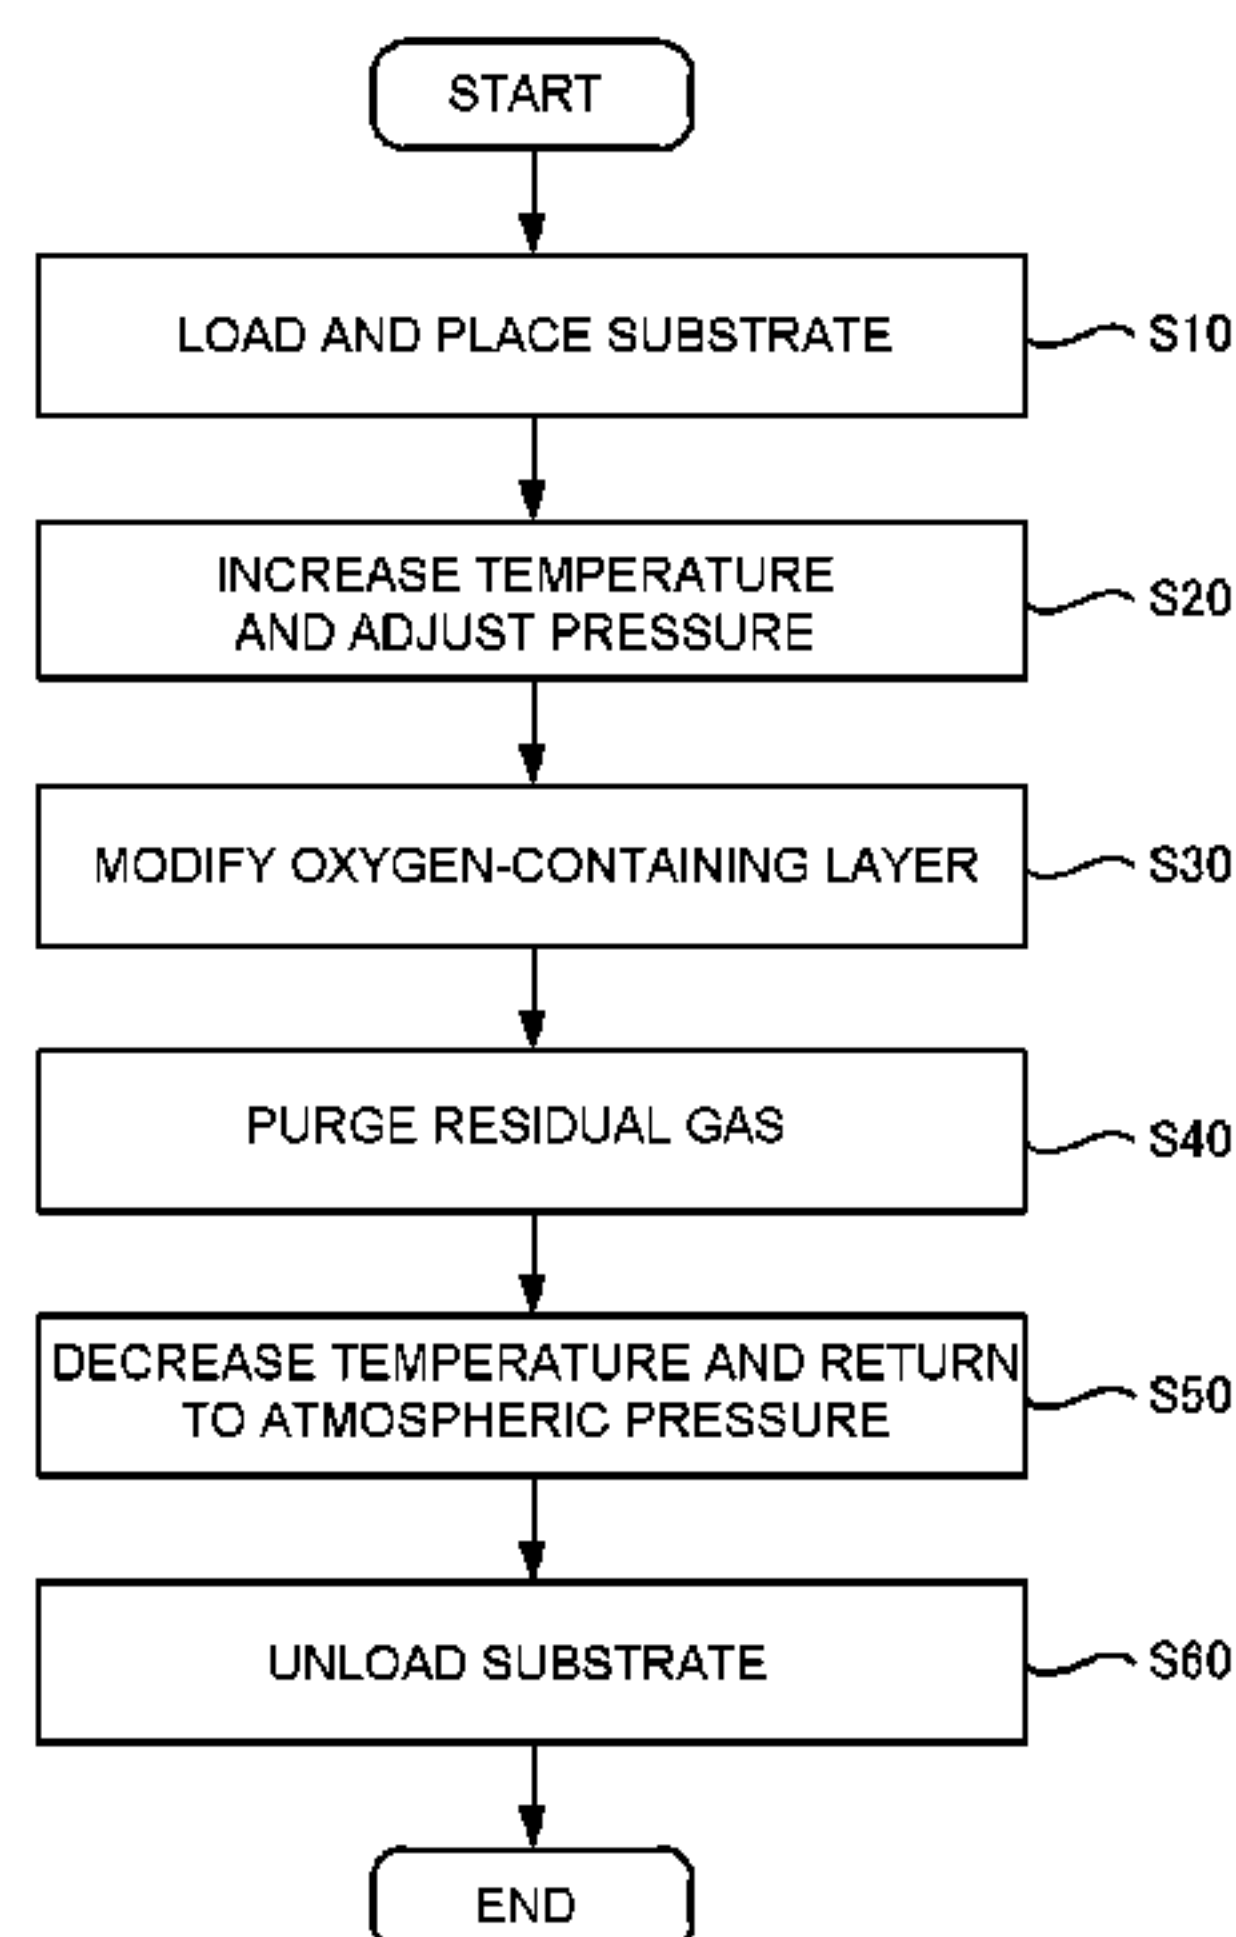 START
LOAD AND PLACE SUBSTRATE
S10
INCREASE TEMPERATURE
AND ADJUST PRESSURE
S20
MODIFY OXYGEN-CONTAINING LAYER
S30
PURGE RESIDUAL GAS
S40
DECREASE TEMPERATURE AND RETURN
TO ATMOSPHERIC PRESSURE
S50
UNLOAD SUBSTRATE
S60
END